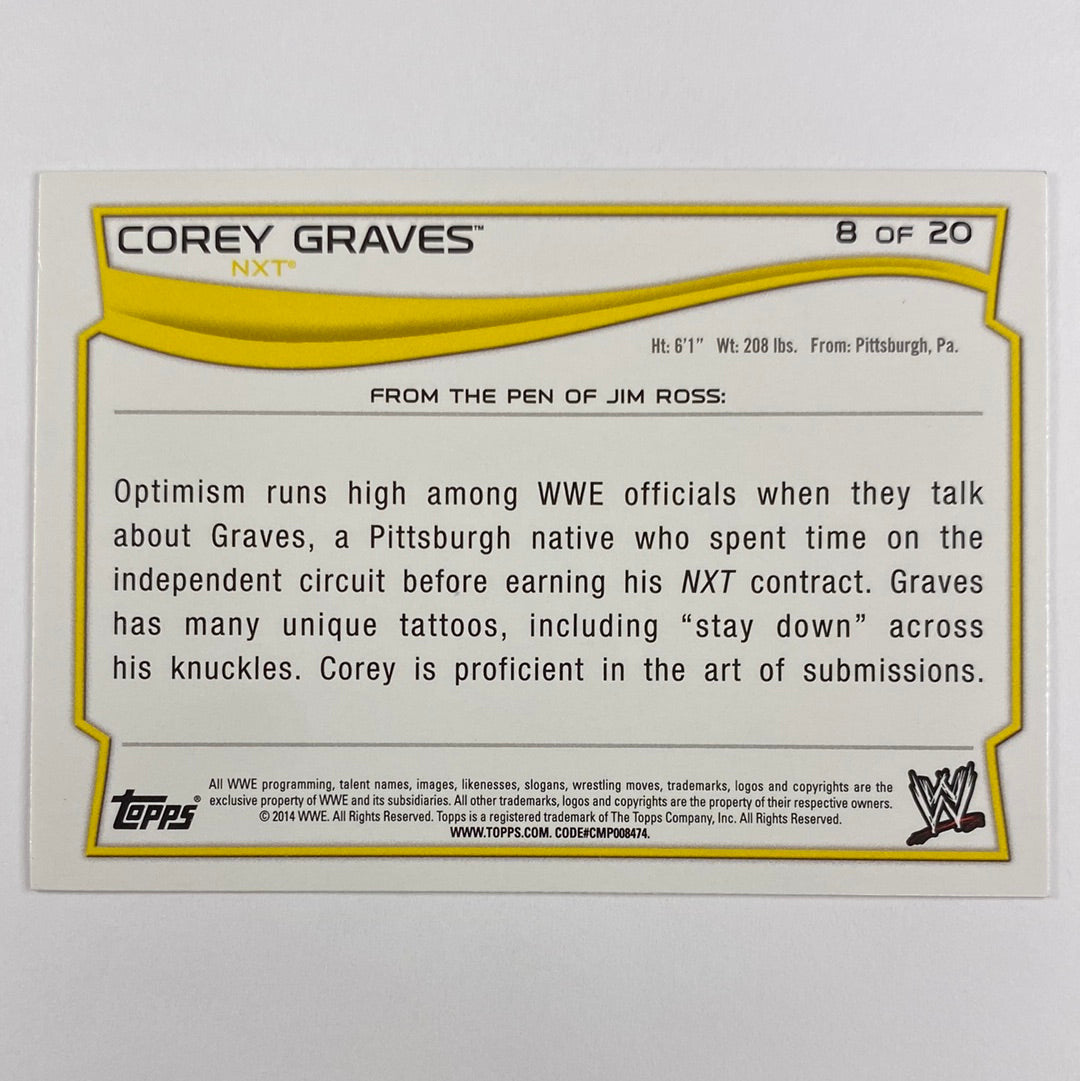 COREY GRAVES™
8 OF 20
NXT®
Ht: 6'1" Wt: 208 lbs. From: Pittsburgh, Pa.
FROM THE PEN OF JIM ROSS:
Optimism runs high among WWE officials when they talk
about Graves, a Pittsburgh native who spent time on the
independent circuit before earning his NXT contract. Graves
has many unique tattoos, including “stay down” across
his knuckles. Corey is proficient in the art of submissions.
All WWE programming, talent names, images, likenesses, slogans, wrestling moves, trademarks, logos and copyrights are the
exclusive property of WWE and its subsidiaries. All other trademarks, logos and copyrights are the property of their respective owners.
© 2014 WWE. All Rights Reserved. Topps is a registered trademark of The Topps Company, Inc. All Rights Reserved.
WWW.TOPPS.COM. CODE#CMP008474.
topps®
W